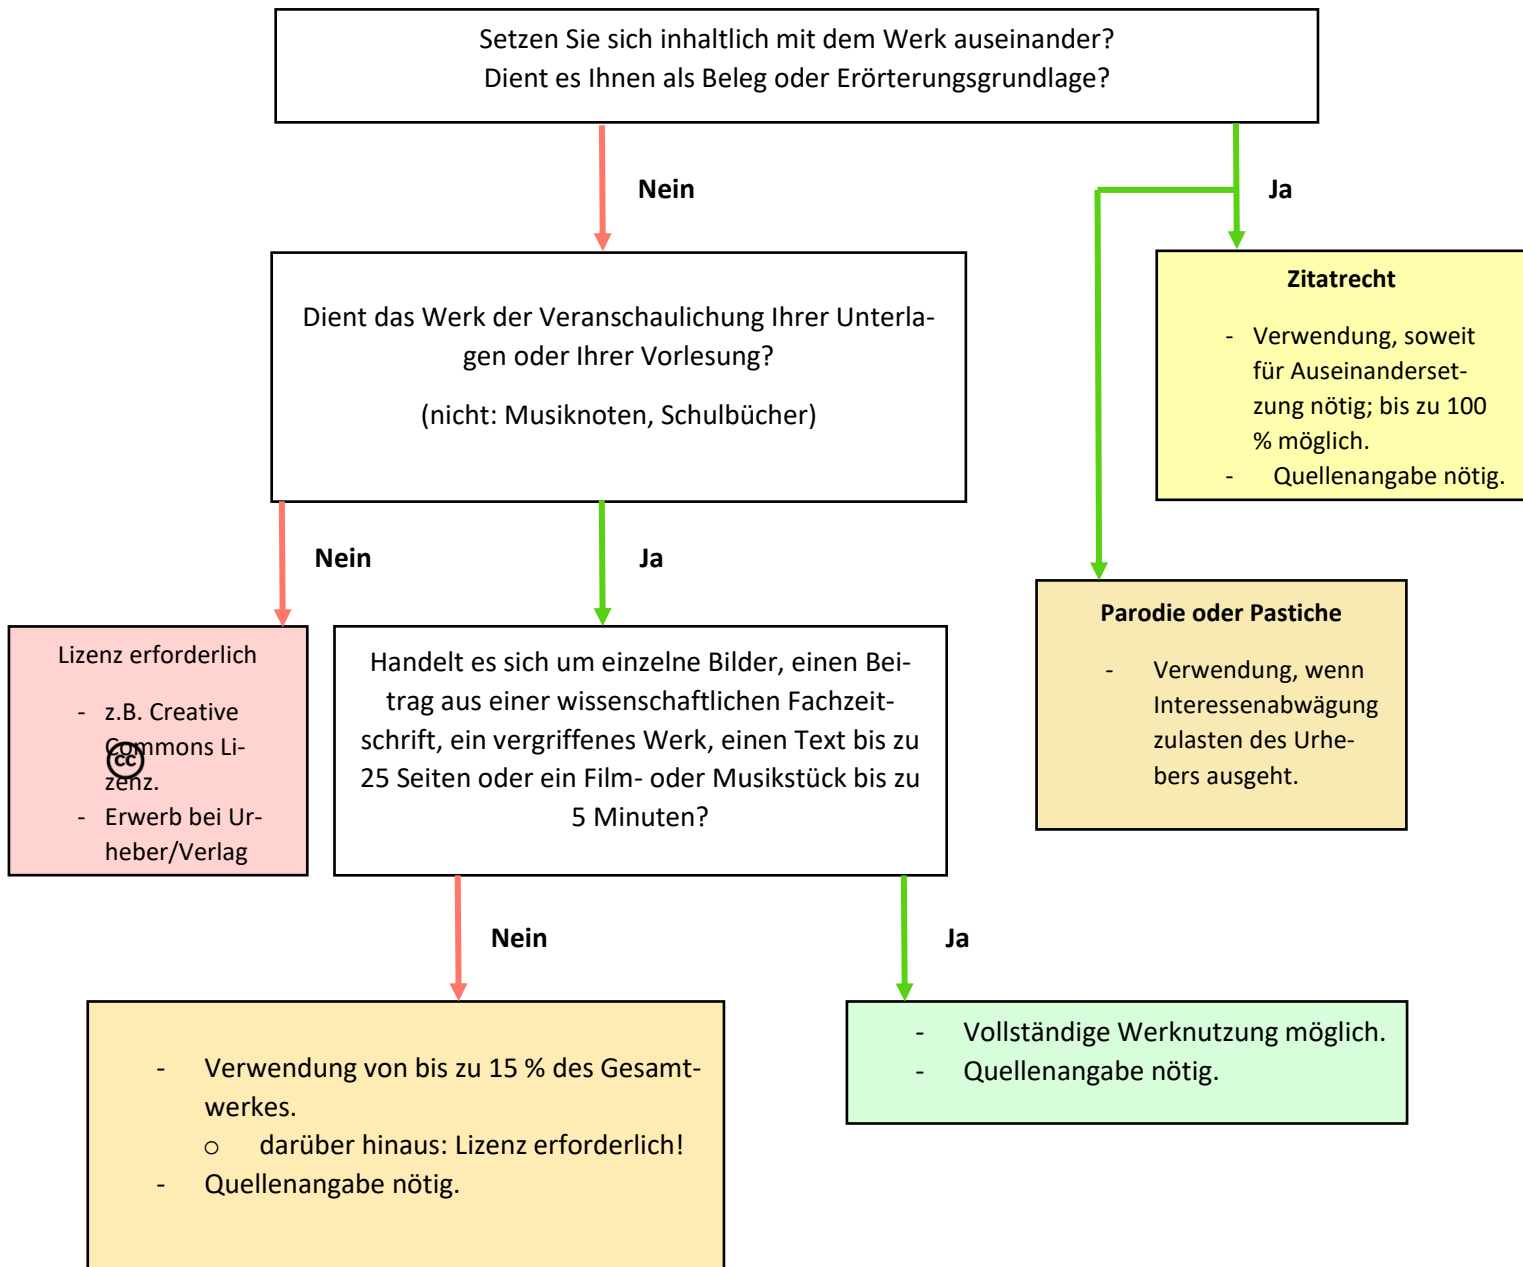 Setzen Sie sich inhaltlich mit dem Werk auseinander?
Dient es Ihnen als Beleg oder Erörterungsgrundlage?
Nein
Ja
Dient das Werk der Veranschaulichung Ihrer Unterla-
gen oder Ihrer Vorlesung?
(nicht: Musiknoten, Schulbücher)
Zitatrecht
- Verwendung, soweit
für Auseinanderset-
zung nötig; bis zu 100
% möglich.
- Quellenangabe nötig.
Nein
Ja
Parodie oder Pastiche
- Verwendung, wenn
Interessenabwägung
zulasten des Urhe-
bers ausgeht.
Lizenz erforderlich
- z.B. Creative
Commons Li-
cc
zenz.
- Erwerb bei Ur-
heber/Verlag
Handelt es sich um einzelne Bilder, einen Bei-
trag aus einer wissenschaftlichen Fachzeit-
schrift, ein vergriffenes Werk, einen Text bis zu
25 Seiten oder ein Film- oder Musikstück bis zu
5 Minuten?
Nein
Ja
- Verwendung von bis zu 15 % des Gesamt-
werkes.
o darüber hinaus: Lizenz erforderlich!
- Quellenangabe nötig.
- Vollständige Werknutzung möglich.
- Quellenangabe nötig.